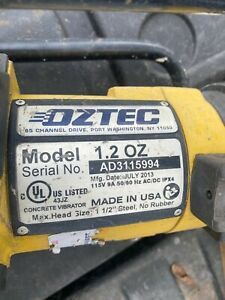 OZTEC
65 CHANNEL DRIVE, PORT WASHINGTON, NY 11050
Model 1.2 OZ
Serial No. AD3115994
Mfg. Date: JULY 2013
115V 9A 50/60 Hz AC/DC IPX4
UL US LISTED
43JZ
CONCRETE VIBRATOR
MADE IN USA
Max.Head Size: 1 1/2" Steel, No Rubber